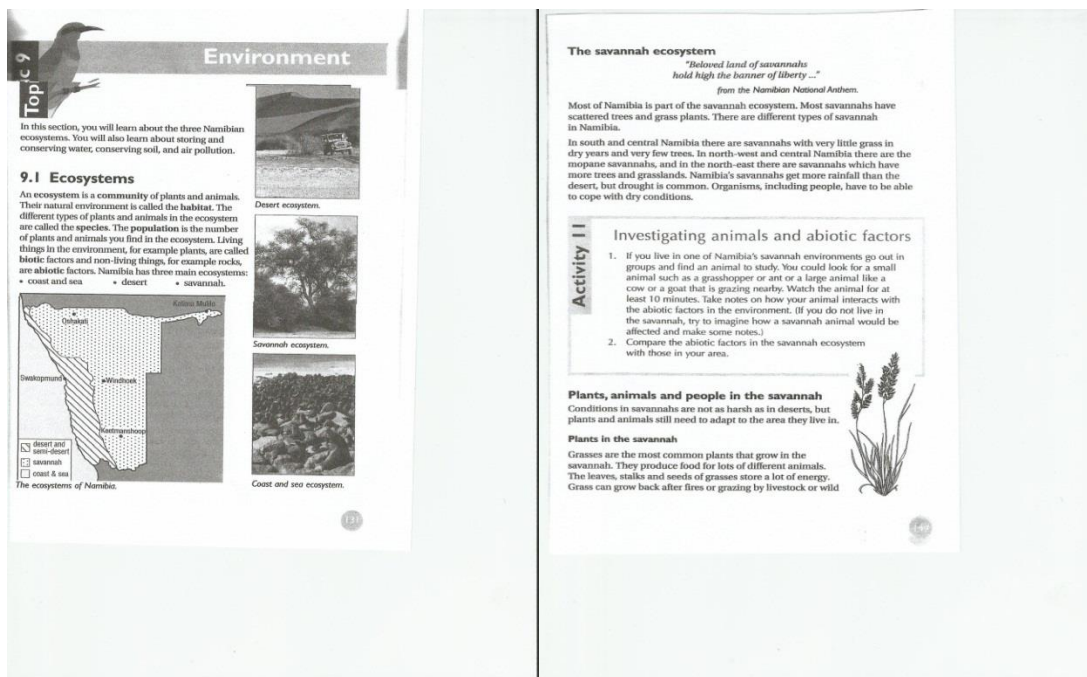 Topic 9
Environment
In this section, you will learn about the three Namibian
ecosystems. You will also learn about storing and
conserving water, conserving soil, and air pollution.
9.1 Ecosystems
An ecosystem is a community of plants and animals.
Their natural environment is called the habitat. The
different types of plants and animals in the ecosystem
are called the species. The population is the number
of plants and animals you find in the ecosystem. Living
things in the environment, for example plants, are called
biotic factors and non-living things, for example rocks,
are abiotic factors. Namibia has three main ecosystems:
• coast and sea • desert • savannah.
Oshakati
Katima Mulilo
Swakopmund
Windhoek
Keetmanshoop
desert and
semi-desert
savannah
coast & sea
The ecosystems of Namibia.
Desert ecosystem.
Savannah ecosystem.
Coast and sea ecosystem.
131
The savannah ecosystem
"Beloved land of savannahs
hold high the banner of liberty ..."
from the Namibian National Anthem.
Most of Namibia is part of the savannah ecosystem. Most savannahs have
scattered trees and grass plants. There are different types of savannah
in Namibia.
In south and central Namibia there are savannahs with very little grass in
dry years and very few trees. In north-west and central Namibia there are the
mopane savannahs, and in the north-east there are savannahs which have
more trees and grasslands. Namibia's savannahs get more rainfall than the
desert, but drought is common. Organisms, including people, have to be able
to cope with dry conditions.
Activity 11
Investigating animals and abiotic factors
1. If you live in one of Namibia's savannah environments go out in
groups and find an animal to study. You could look for a small
animal such as a grasshopper or ant or a large animal like a
cow or a goat that is grazing nearby. Watch the animal for at
least 10 minutes. Take notes on how your animal interacts with
the abiotic factors in the environment. (If you do not live in
the savannah, try to imagine how a savannah animal would be
affected and make some notes.)
2. Compare the abiotic factors in the savannah ecosystem
with those in your area.
Plants, animals and people in the savannah
Conditions in savannahs are not as harsh as in deserts, but
plants and animals still need to adapt to the area they live in.
Plants in the savannah
Grasses are the most common plants that grow in the
savannah. They produce food for lots of different animals.
The leaves, stalks and seeds of grasses store a lot of energy.
Grass can grow back after fires or grazing by livestock or wild